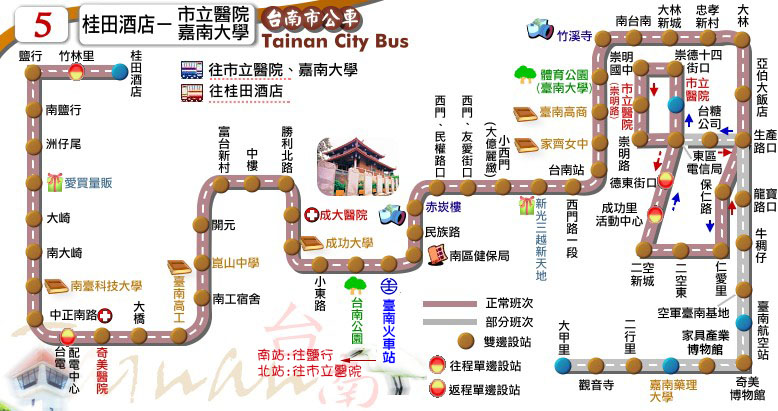 5
桂田酒店－
市立醫院
嘉南大學
台南市公車
Tainan City Bus
往市立醫院、嘉南大學
往桂田酒店
鹽行
竹林里
桂田酒店
南鹽行
洲仔尾
愛買量販
大崎
南大崎
南臺科技大學
中正南路
台電
配電中心
奇美醫院
大橋
臺南高工
南工宿舍
崑山中學
開元
富台新村
中樓
勝利北路
成大醫院
成功大學
小東路
台南公園
臺南火車站
南區健保局
民族路
赤崁樓
西門、民權路口
西門、友愛街口
小西門
(大億麗緻)
新光三越新天地
西門路一段
台南站
家齊女中
臺南高商
體育公園
(臺南大學)
竹溪寺
南台南
大林新城
忠孝新村
大林
亞伯大飯店
崇明國中
崇德十四街口
市立醫院
(崇明路)
市立醫院
台糖公司
生產路口
崇明路
東區電信局
德東街口
成功里
活動中心
保仁路
龍寶路口
牛稠仔
二空新城
二空東
仁愛里
空軍臺南基地
臺南航空站
家具產業
博物館
奇美博物館
嘉南藥理
大學
二行里
觀音寺
大甲里
南站:往鹽行
北站:往市立醫院
正常班次
部分班次
雙邊設站
往程單邊設站
返程單邊設站
Tainan
台南